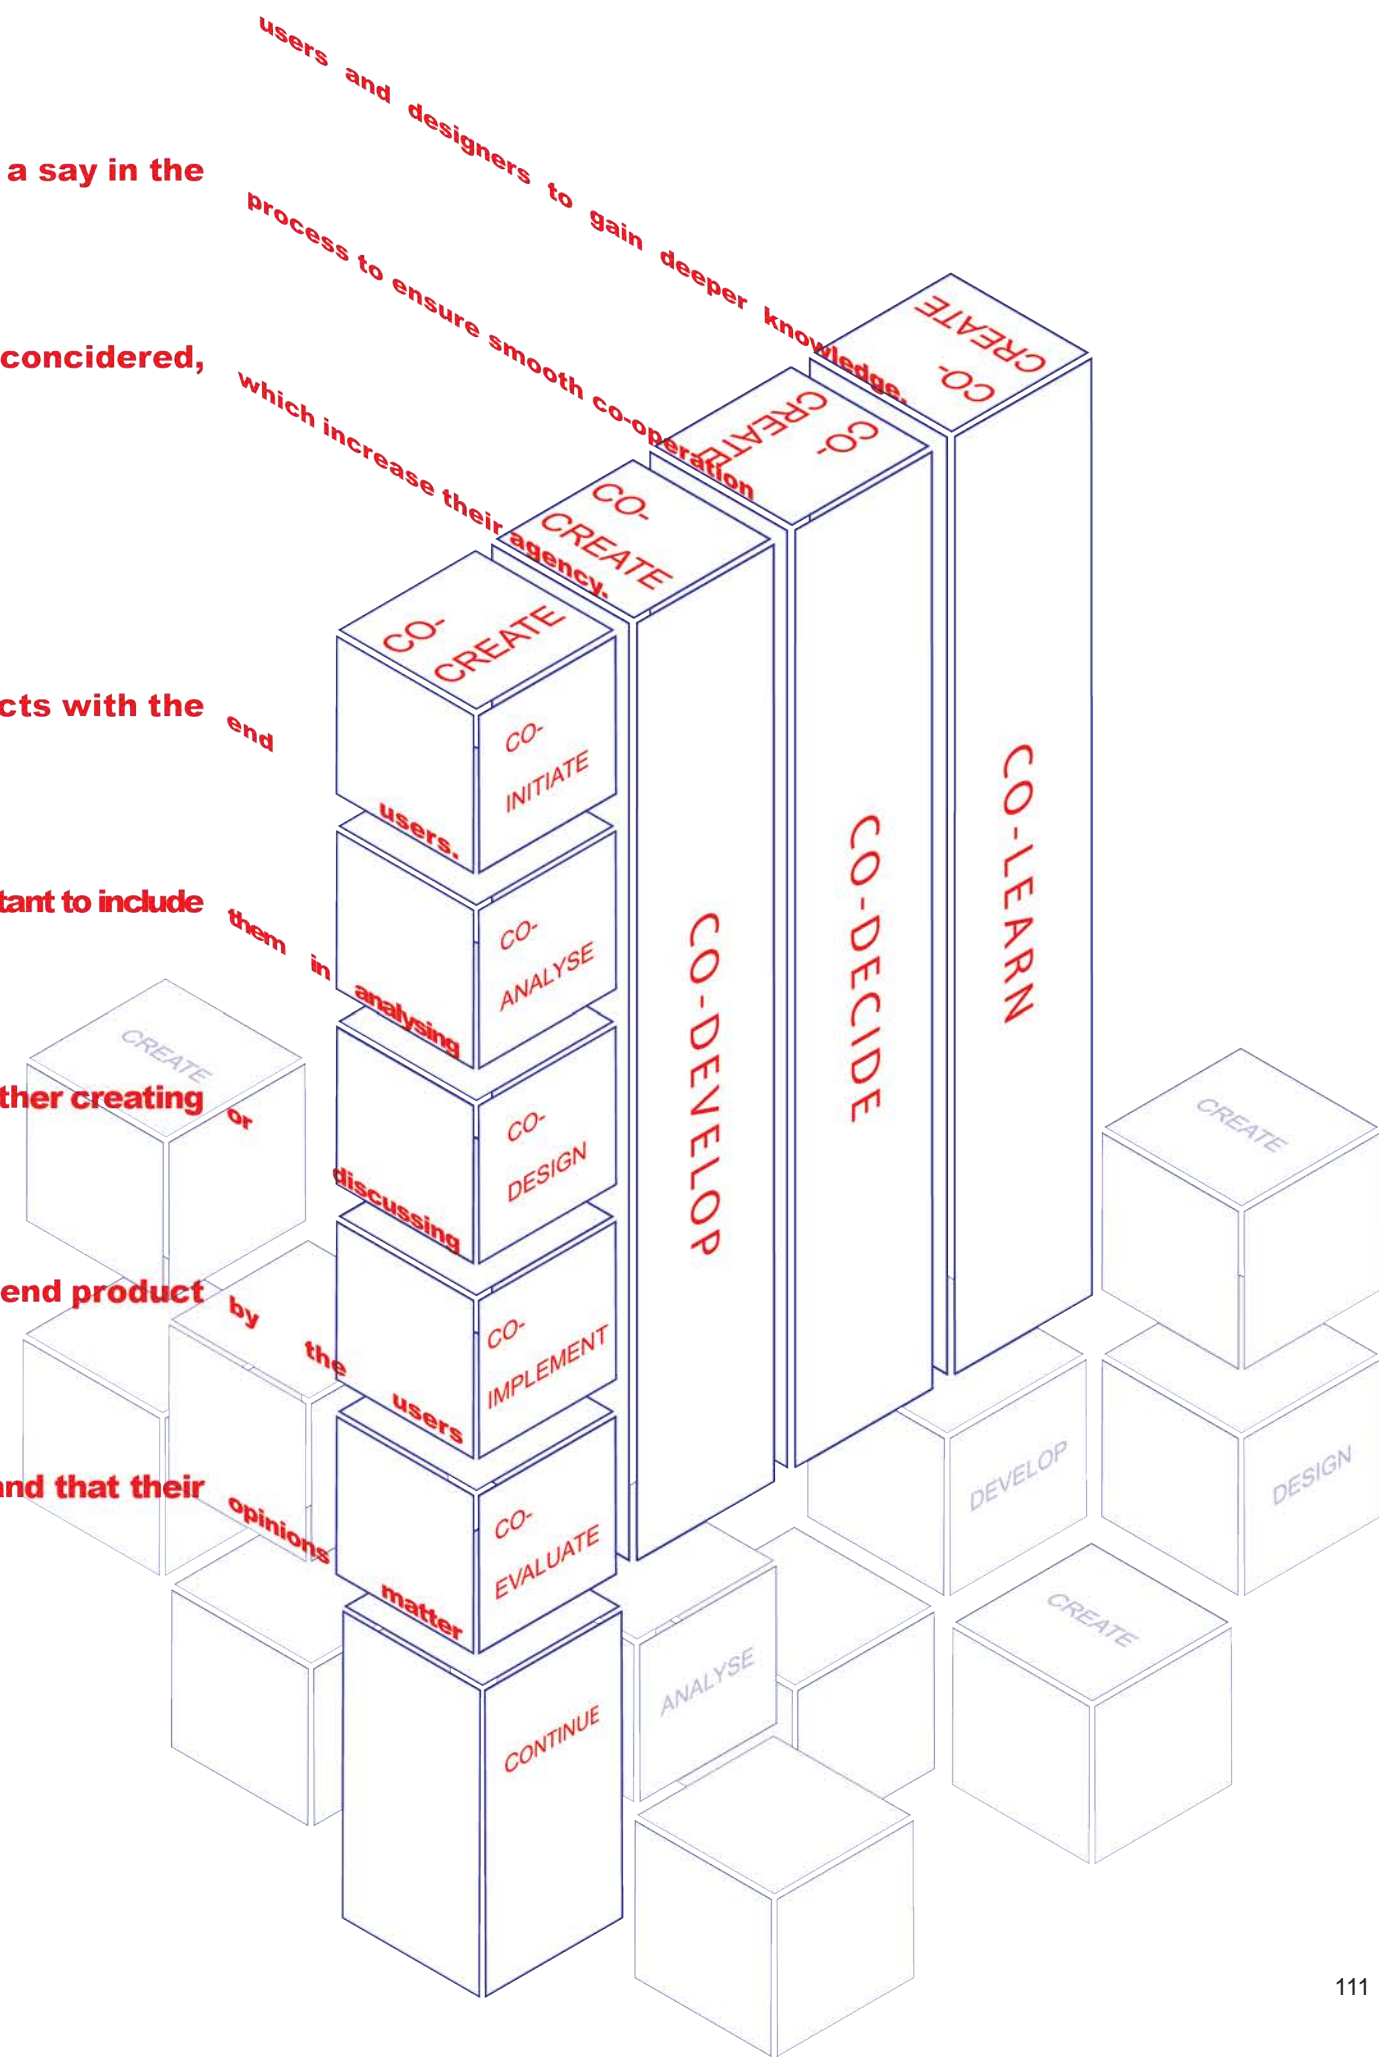 users and designers to gain deeper knowledge.
a say in the process to ensure smooth co-operation
concidered, which increase their agency.
cts with the end users.
tant to include them in analysing
ther creating or discussing
end product by the users
and that their opinions matter
CO-
CREATE
CO-
CREATE
CO-
CREATE
CO-
CREATE
CO-
INITIATE
CO-
ANALYSE
CO-
DESIGN
CO-
IMPLEMENT
CO-
EVALUATE
CONTINUE
CO-DEVELOP
CO-DECIDE
CO-LEARN
CREATE
CREATE
DEVELOP
DESIGN
ANALYSE
CREATE
111